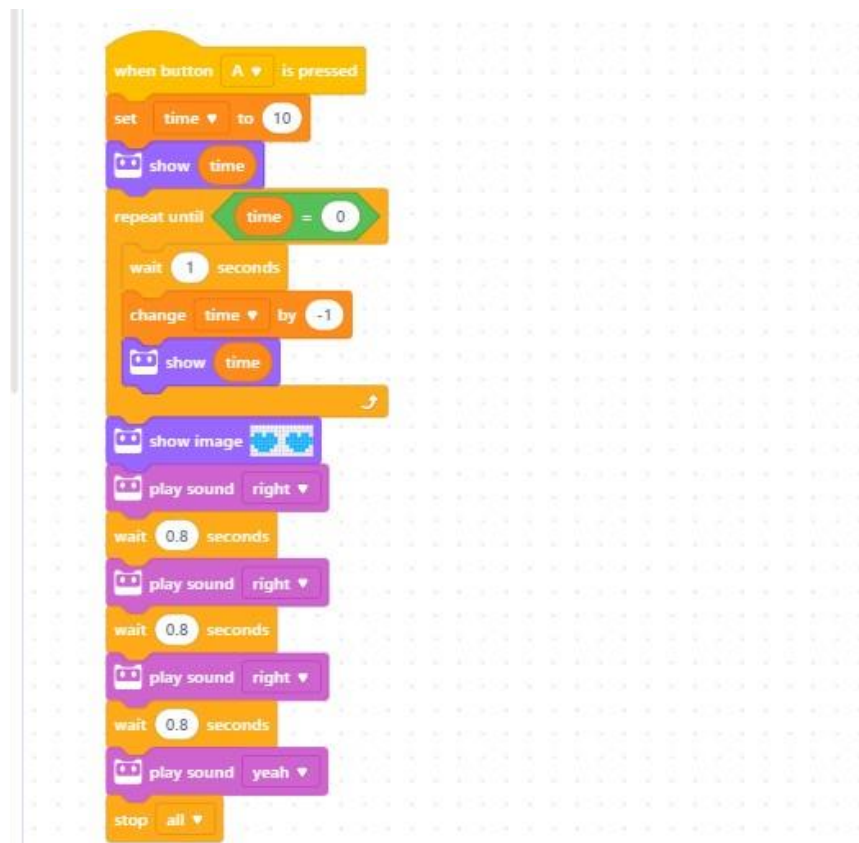 when button A is pressed
set time to 10
show time
repeat until time = 0
wait 1 seconds
change time by -1
show time
show image
play sound right
wait 0.8 seconds
play sound right
wait 0.8 seconds
play sound right
wait 0.8 seconds
play sound yeah
stop all